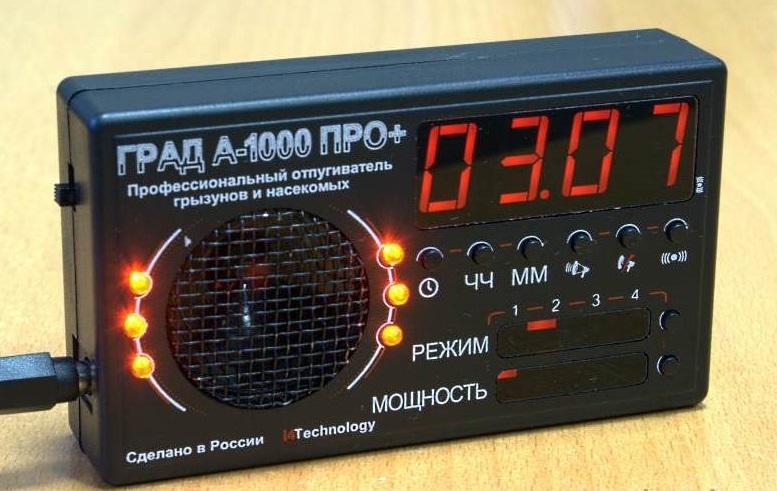 ГРАД А-1000 ПРО+
Профессиональный отпугиватель
грызунов и насекомых
03.07
ЧЧ ММ
1 2 3 4
РЕЖИМ
МОЩНОСТЬ
Сделано в России i4Technology